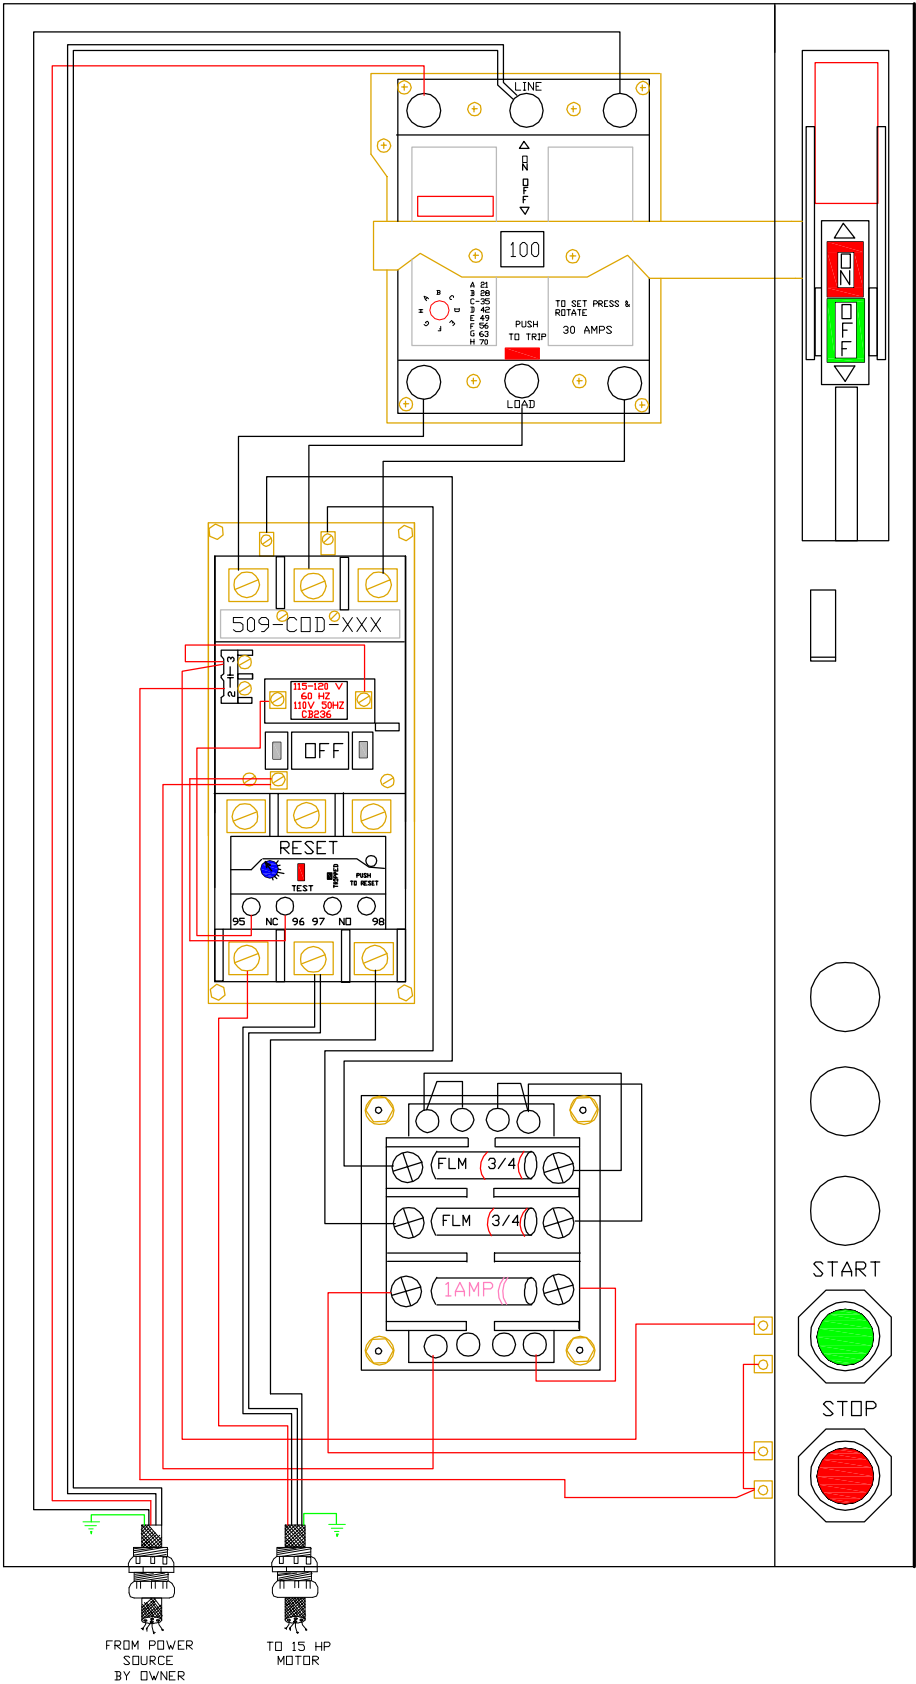 LINE
ON OFF
100
ON
OFF
A 21
B 28
C-35
D 42
E 49
F 56
G 63
H 70
A B C D E F G H
PUSH
TO TRIP
TO SET PRESS &
ROTATE
30 AMPS
LOAD
509-COD-XXX
3
2
115-120 V
60 HZ
110V 50HZ
CB236
OFF
RESET
TEST
TRIPPED
PUSH
TO RESET
95 NC 96 97 NO 98
FLM 3/4
FLM 3/4
1AMP
START
STOP
FROM POWER
SOURCE
BY OWNER
TO 15 HP
MOTOR